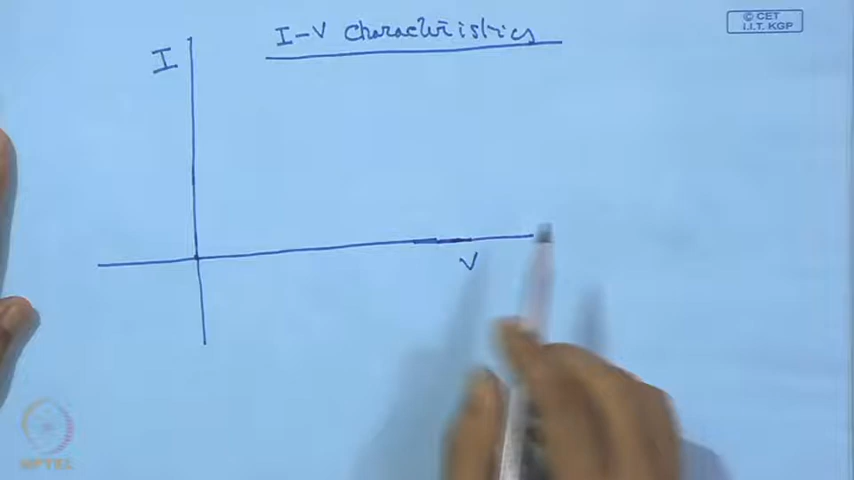 I-V Characteristics
© CET
I.I.T. KGP
I
V
NPTEL